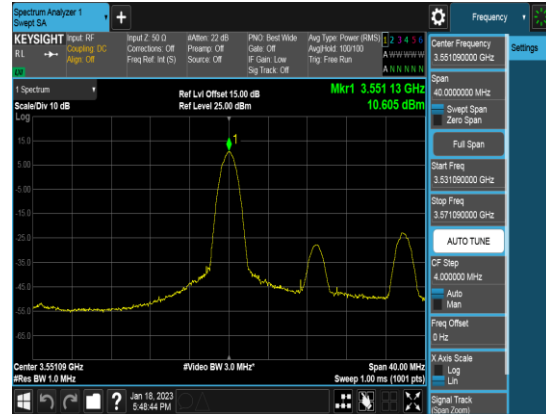 Spectrum Analyzer 1
Swept SA
+
Frequency
KEYSIGHT
RL
Input: RF
Coupling: DC
Align: Off
Input Z: 50 Ω
Corrections: Off
Freq Ref: Int (S)
#Atten: 22 dB
Preamp: Off
Source: Off
PNO: Best Wide
Gate: Off
IF Gain: Low
Sig Track: Off
Avg Type: Power (RMS)
Avg|Hold: 100/100
Trig: Free Run
1 2 3 4 5 6
A W W W W W
A N N N N N
1 Spectrum
Scale/Div 10 dB
Log
Ref Lvl Offset 15.00 dB
Ref Level 25.00 dBm
Mkr1 3.551 13 GHz
10.605 dBm
1
15.0
5.00
-5.00
-15.0
-25.0
-35.0
-45.0
-55.0
-65.0
Center 3.55109 GHz
#Res BW 1.0 MHz
#Video BW 3.0 MHz*
Span 40.00 MHz
Sweep 1.00 ms (1001 pts)
Jan 18, 2023
5:48:44 PM
?
Center Frequency
3.551090000 GHz
Span
40.0000000 MHz
Swept Span
Zero Span
Full Span
Start Freq
3.531090000 GHz
Stop Freq
3.571090000 GHz
AUTO TUNE
CF Step
4.000000 MHz
Auto
Man
Freq Offset
0 Hz
X Axis Scale
Log
Lin
Signal Track
(Span Zoom)
Settings